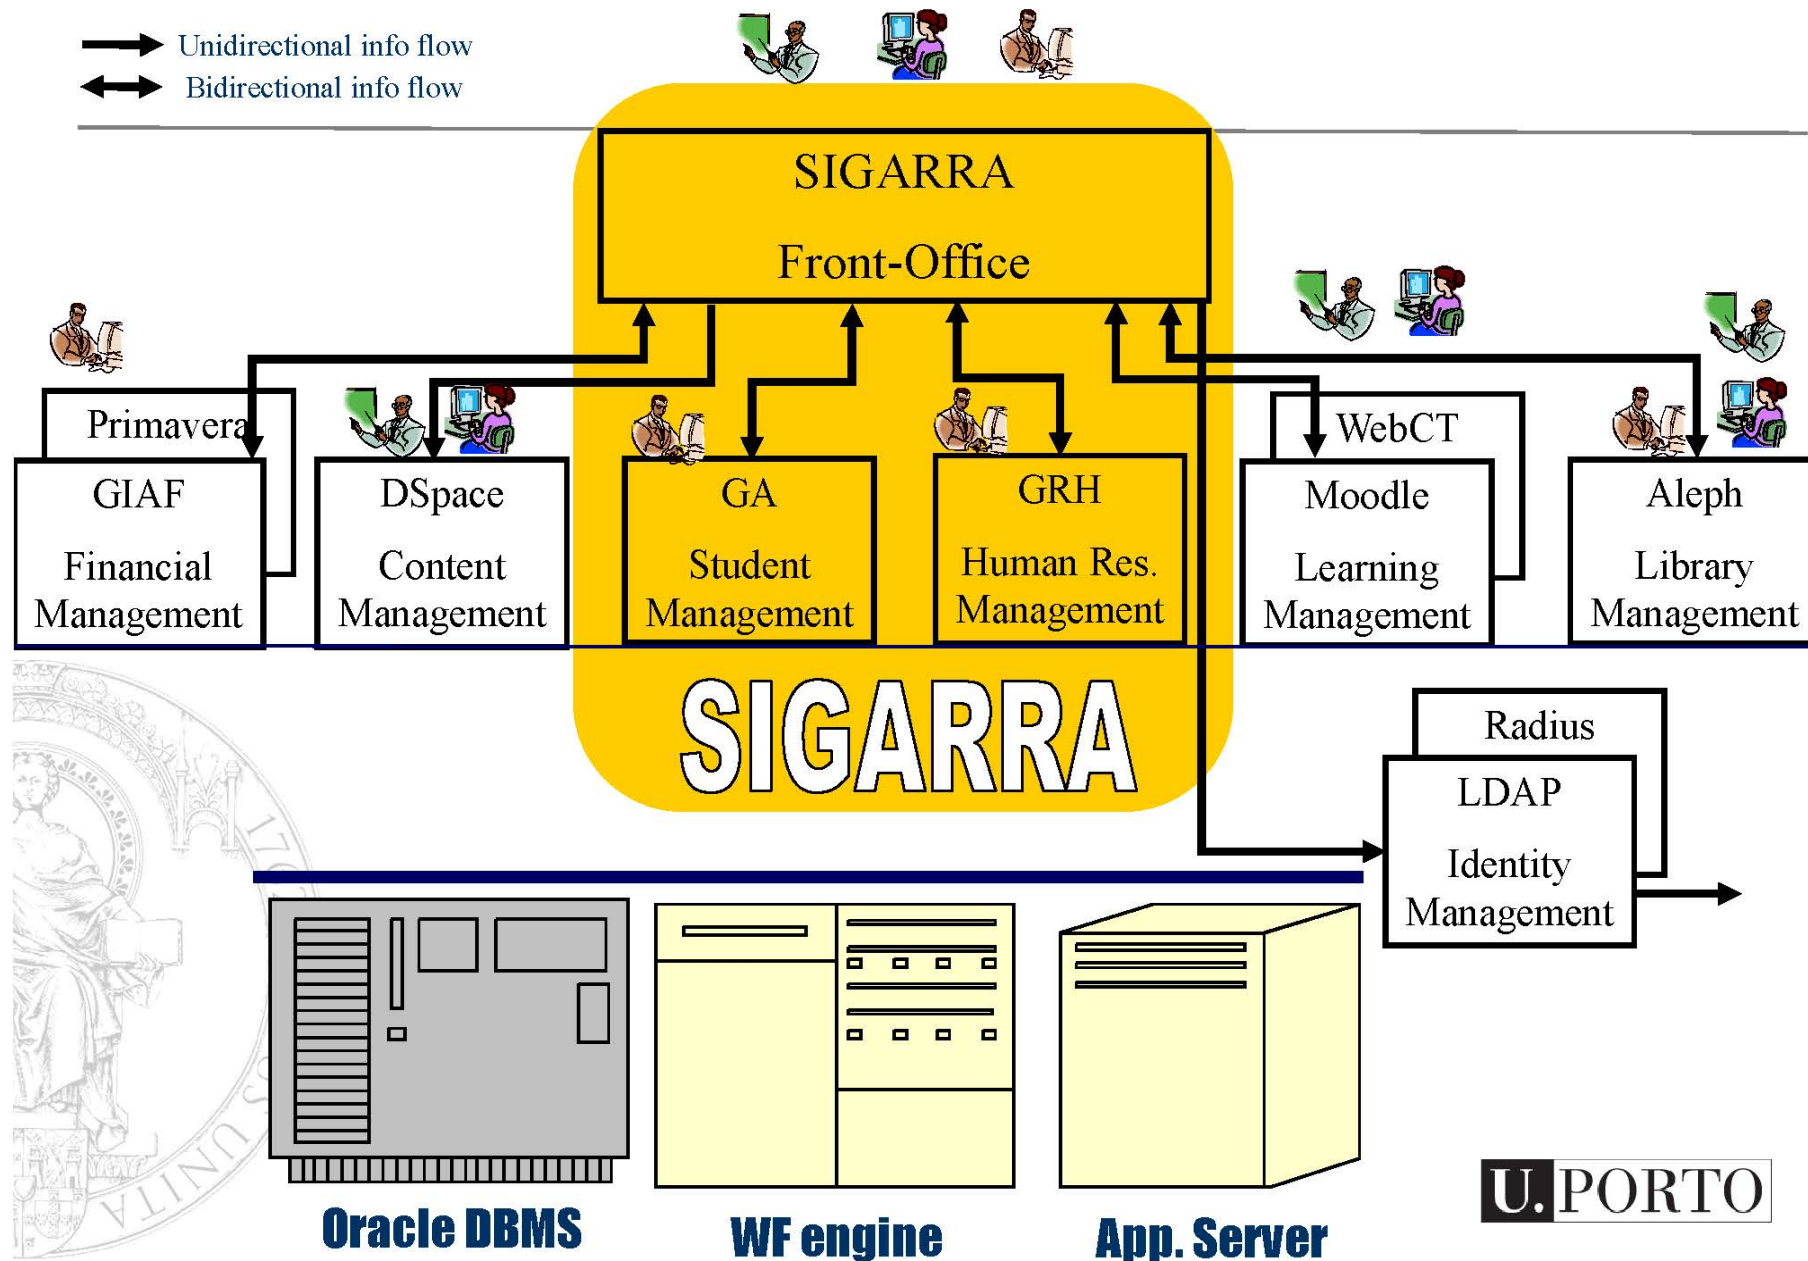 Unidirectional info flow
Bidirectional info flow
SIGARRA
Front-Office
Primavera
GIAF
Financial
Management
DSpace
Content
Management
GA
Student
Management
GRH
Human Res.
Management
WebCT
Moodle
Learning
Management
Aleph
Library
Management
SIGARRA
Radius
LDAP
Identity
Management
Oracle DBMS
WF engine
App. Server
U.PORTO